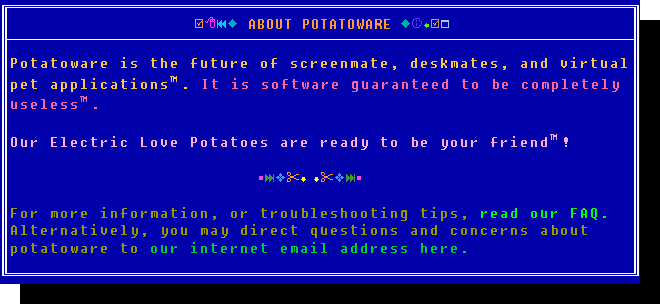 ABOUT POTATOWARE
Potatoware is the future of screenmate, deskmates, and virtual
pet applications™. It is software guaranteed to be completely
useless™.
Our Electric Love Potatoes are ready to be your friend™!
For more information, or troubleshooting tips, read our FAQ.
Alternatively, you may direct questions and concerns about
potatoware to our internet email address here.